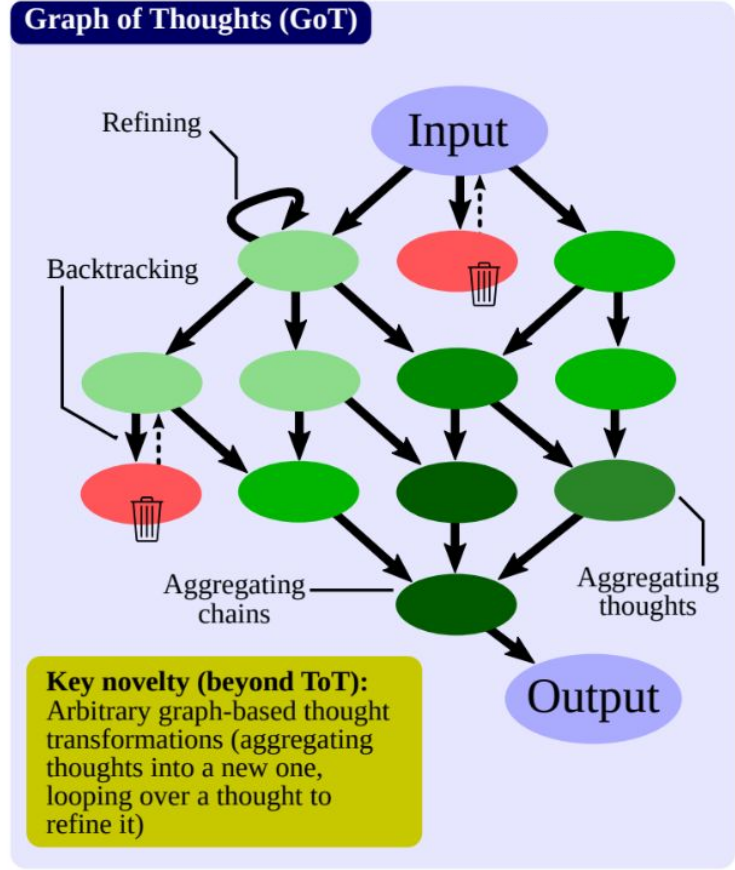 Graph of Thoughts (GoT)
Input
Refining
Backtracking
Aggregating
chains
Aggregating
thoughts
Output
Key novelty (beyond ToT):
Arbitrary graph-based thought
transformations (aggregating
thoughts into a new one,
looping over a thought to
refine it)